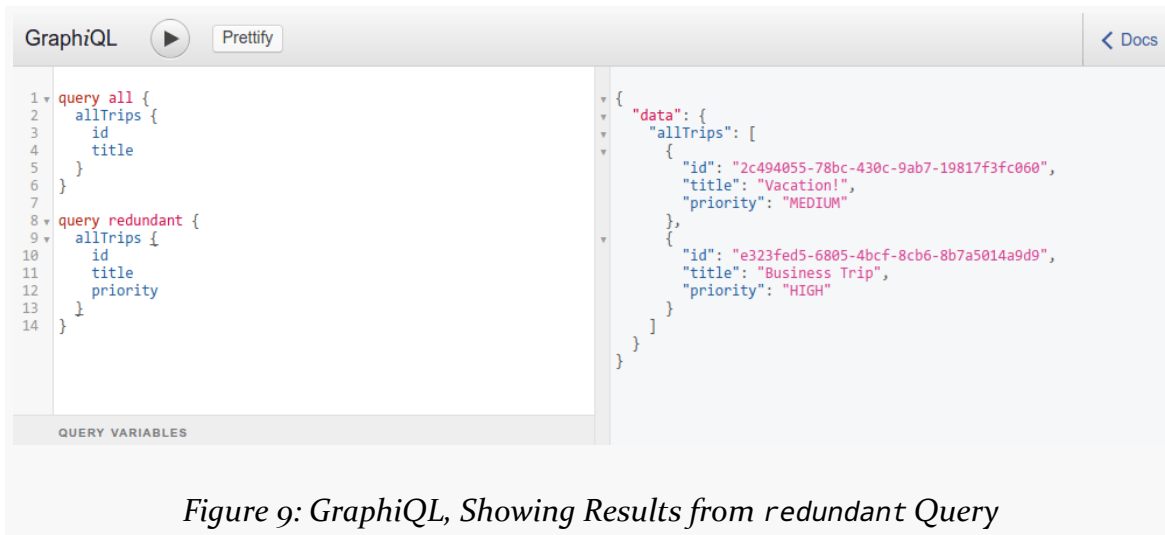 GraphiQL Prettify Docs
1 query all {
2 allTrips {
3 id
4 title
5 }
6 }
7
8 query redundant {
9 allTrips {
10 id
11 title
12 priority
13 }
14 }
QUERY VARIABLES
{
"data": {
"allTrips": [
{
"id": "2c494055-78bc-430c-9ab7-19817f3fc060",
"title": "Vacation!",
"priority": "MEDIUM"
},
{
"id": "e323fed5-6805-4bcf-8cb6-8b7a5014a9d9",
"title": "Business Trip",
"priority": "HIGH"
}
]
}
}
Figure 9: GraphiQL, Showing Results from redundant Query